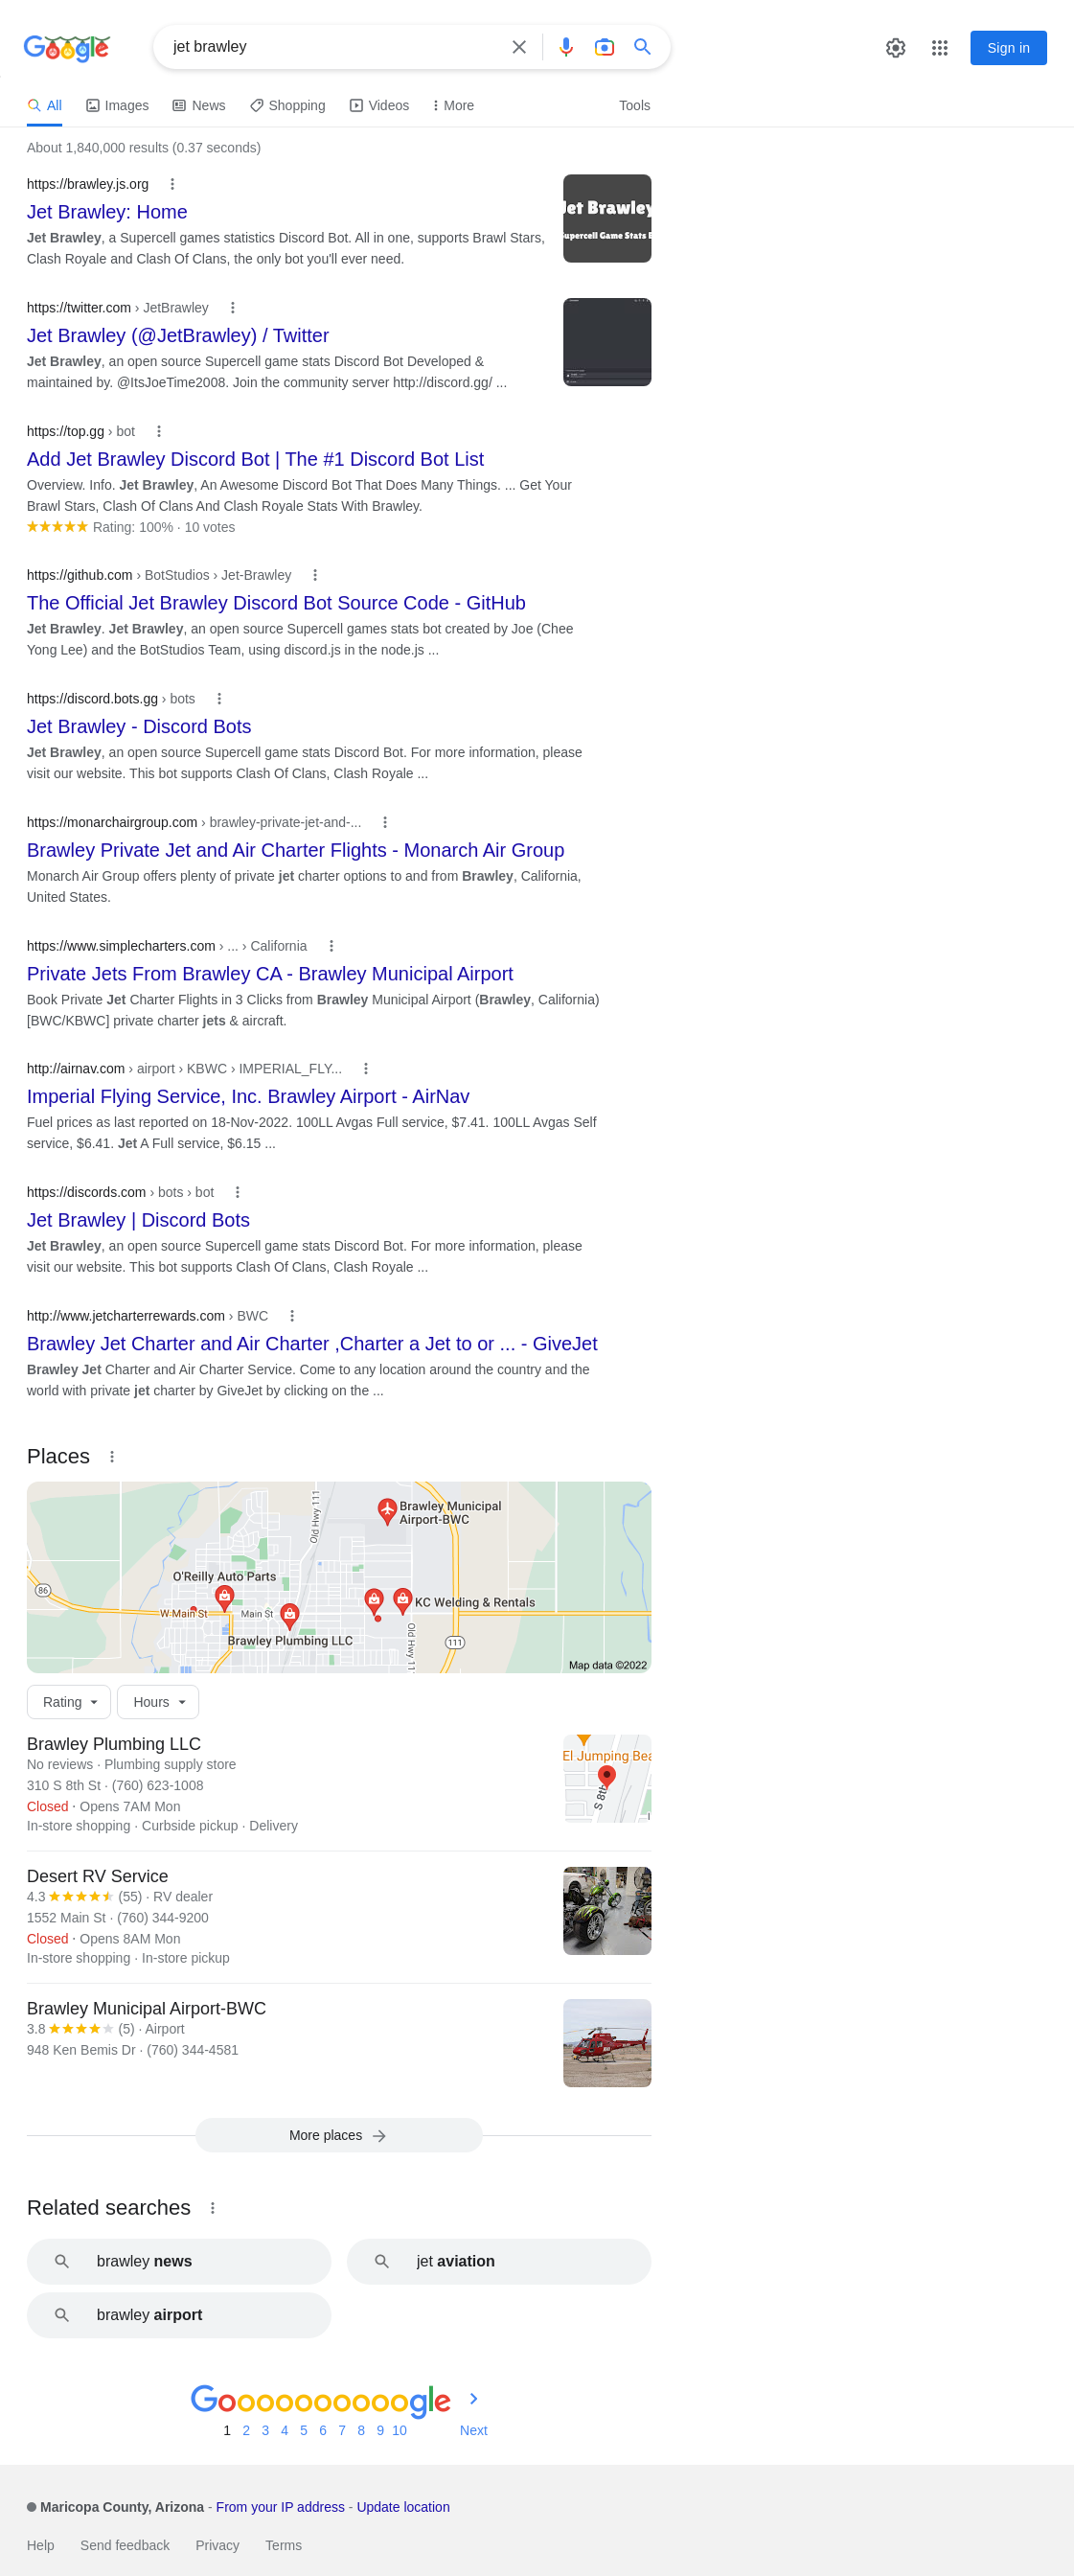 Google
jet brawley
Sign in
All
Images
News
Shopping
Videos
More
Tools
About 1,840,000 results (0.37 seconds)
https://brawley.js.org
Jet Brawley: Home
Jet Brawley, a Supercell games statistics Discord Bot. All in one, supports Brawl Stars,
Clash Royale and Clash Of Clans, the only bot you'll ever need.
Jet Brawley
Supercell Game Stats
https://twitter.com › JetBrawley
Jet Brawley (@JetBrawley) / Twitter
Jet Brawley, an open source Supercell game stats Discord Bot Developed &
maintained by. @ItsJoeTime2008. Join the community server http://discord.gg/ ...
https://top.gg › bot
Add Jet Brawley Discord Bot | The #1 Discord Bot List
Overview. Info. Jet Brawley, An Awesome Discord Bot That Does Many Things. ... Get Your
Brawl Stars, Clash Of Clans And Clash Royale Stats With Brawley.
Rating: 100% · 10 votes
https://github.com › BotStudios › Jet-Brawley
The Official Jet Brawley Discord Bot Source Code - GitHub
Jet Brawley. Jet Brawley, an open source Supercell games stats bot created by Joe (Chee
Yong Lee) and the BotStudios Team, using discord.js in the node.js ...
https://discord.bots.gg › bots
Jet Brawley - Discord Bots
Jet Brawley, an open source Supercell game stats Discord Bot. For more information, please
visit our website. This bot supports Clash Of Clans, Clash Royale ...
https://monarchairgroup.com › brawley-private-jet-and-...
Brawley Private Jet and Air Charter Flights - Monarch Air Group
Monarch Air Group offers plenty of private jet charter options to and from Brawley, California,
United States.
https://www.simplecharters.com › ... › California
Private Jets From Brawley CA - Brawley Municipal Airport
Book Private Jet Charter Flights in 3 Clicks from Brawley Municipal Airport (Brawley, California)
[BWC/KBWC] private charter jets & aircraft.
http://airnav.com › airport › KBWC › IMPERIAL_FLY...
Imperial Flying Service, Inc. Brawley Airport - AirNav
Fuel prices as last reported on 18-Nov-2022. 100LL Avgas Full service, $7.41. 100LL Avgas Self
service, $6.41. Jet A Full service, $6.15 ...
https://discords.com › bots › bot
Jet Brawley | Discord Bots
Jet Brawley, an open source Supercell game stats Discord Bot. For more information, please
visit our website. This bot supports Clash Of Clans, Clash Royale ...
http://www.jetcharterrewards.com › BWC
Brawley Jet Charter and Air Charter ,Charter a Jet to or ... - GiveJet
Brawley Jet Charter and Air Charter Service. Come to any location around the country and the
world with private jet charter by GiveJet by clicking on the ...
Places
Old Hwy 111
Brawley Municipal
Airport-BWC
O'Reilly Auto Parts
86
W Main St
Main St
KC Welding & Rentals
Brawley Plumbing LLC
Old Hwy 11
111
Map data ©2022
Rating
Hours
Brawley Plumbing LLC
No reviews · Plumbing supply store
310 S 8th St · (760) 623-1008
Closed · Opens 7AM Mon
In-store shopping · Curbside pickup · Delivery
El Jumping Bea
S 8th
Desert RV Service
4.3 (55) · RV dealer
1552 Main St · (760) 344-9200
Closed · Opens 8AM Mon
In-store shopping · In-store pickup
Brawley Municipal Airport-BWC
3.8 (5) · Airport
948 Ken Bemis Dr · (760) 344-4581
More places
Related searches
brawley news
jet aviation
brawley airport
Goooooooooogle
1 2 3 4 5 6 7 8 9 10 Next
Maricopa County, Arizona - From your IP address - Update location
Help Send feedback Privacy Terms